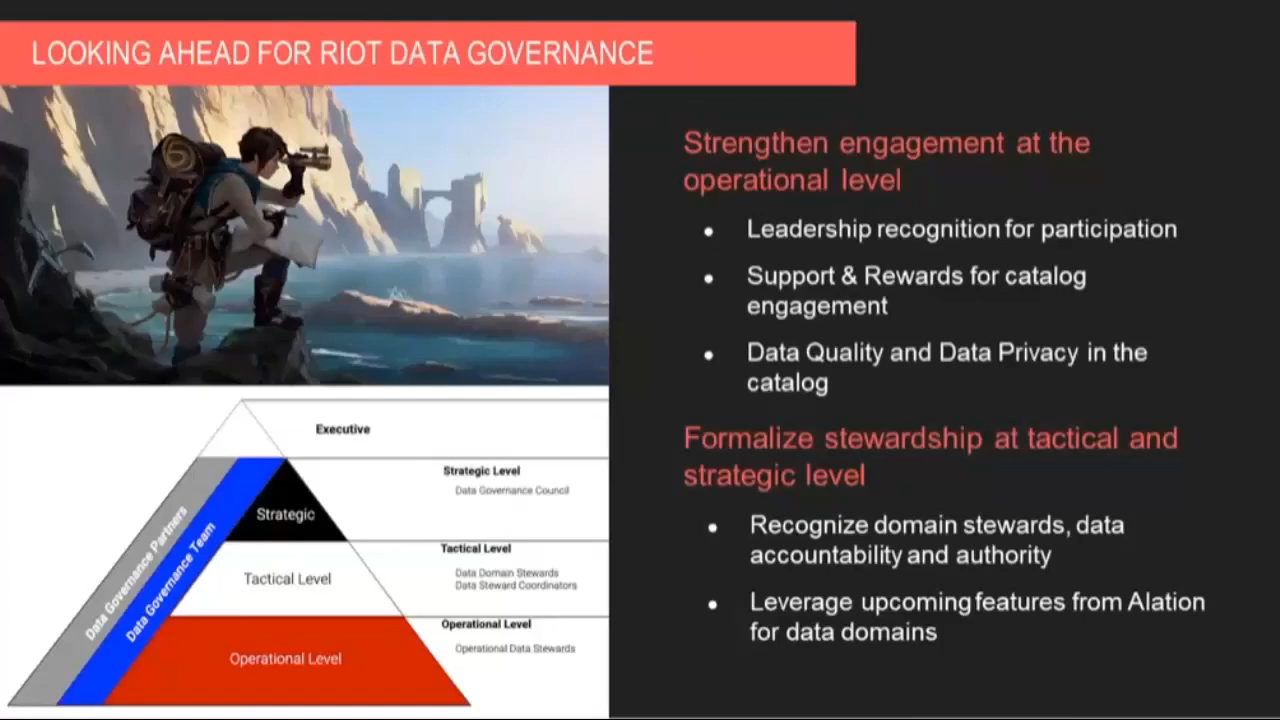 LOOKING AHEAD FOR RIOT DATA GOVERNANCE
Strengthen engagement at the
operational level
• Leadership recognition for participation
• Support & Rewards for catalog
engagement
• Data Quality and Data Privacy in the
catalog
Formalize stewardship at tactical and
strategic level
• Recognize domain stewards, data
accountability and authority
• Leverage upcoming features from Alation
for data domains
Executive
Strategic Level
Data Governance Council
Strategic
Tactical Level
Data Domain Stewards
Data Steward Coordinators
Tactical Level
Operational Level
Operational Data Stewards
Operational Level
Data Governance Partners
Data Governance Team